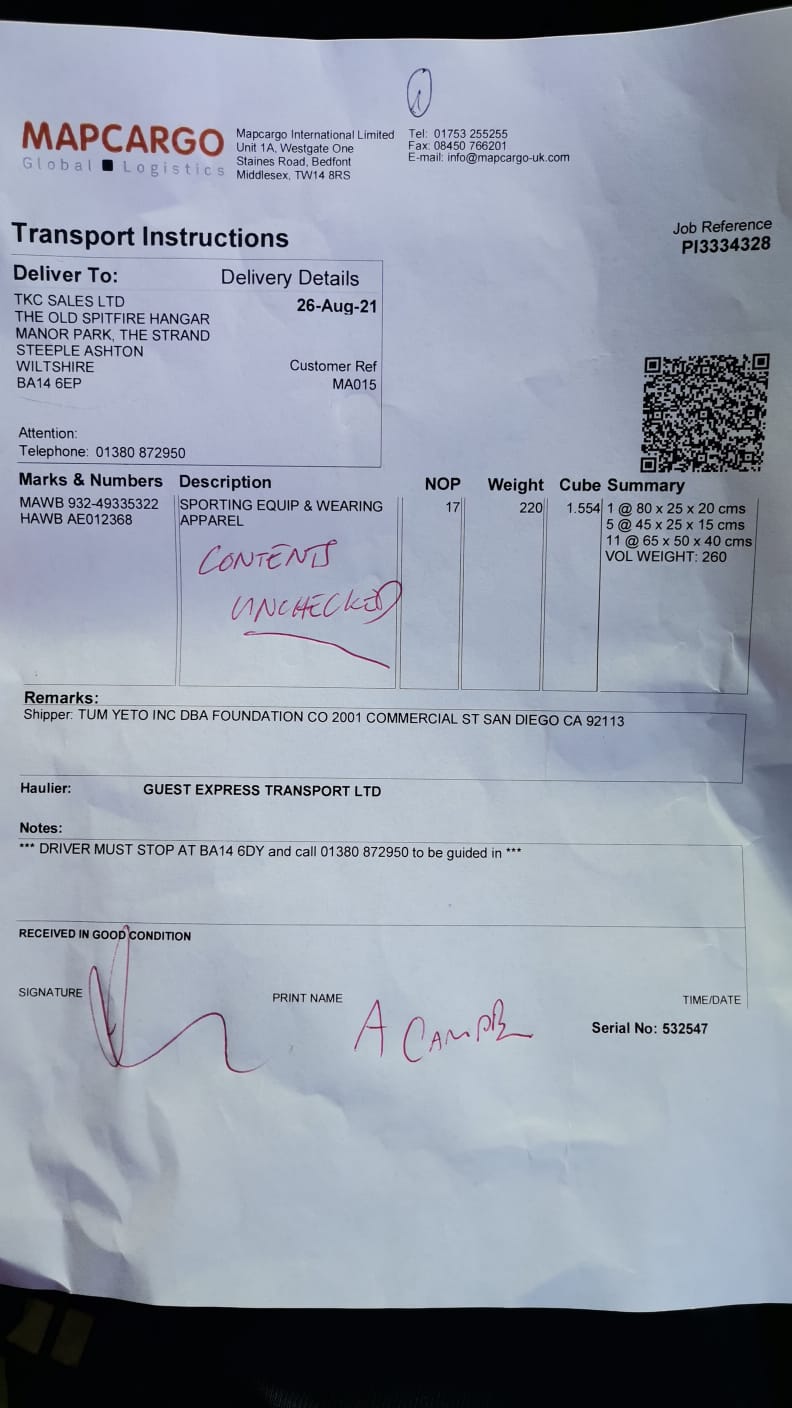 MAPCARGO
Global Logistics
Mapcargo International Limited
Unit 1A, Westgate One
Staines Road, Bedfont
Middlesex, TW14 8RS
Tel: 01753 255255
Fax: 08450 766201
E-mail: info@mapcargo-uk.com
Transport Instructions
Job Reference
PI3334328
Deliver To:
TKC SALES LTD
THE OLD SPITFIRE HANGAR
MANOR PARK, THE STRAND
STEEPLE ASHTON
WILTSHIRE
BA14 6EP
Delivery Details
26-Aug-21
Customer Ref
MA015
Attention:
Telephone: 01380 872950
Marks & Numbers Description NOP Weight Cube Summary
MAWB 932-49335322 SPORTING EQUIP & WEARING 17 220 1.554 1 @ 80 x 25 x 20 cms
HAWB AE012368 APPAREL 5 @ 45 x 25 x 15 cms
11 @ 65 x 50 x 40 cms
VOL WEIGHT: 260
CONTENTS
UNCHECKED
Remarks:
Shipper: TUM YETO INC DBA FOUNDATION CO 2001 COMMERCIAL ST SAN DIEGO CA 92113
Haulier: GUEST EXPRESS TRANSPORT LTD
Notes:
*** DRIVER MUST STOP AT BA14 6DY and call 01380 872950 to be guided in ***
RECEIVED IN GOOD CONDITION
SIGNATURE PRINT NAME TIME/DATE
A
Serial No: 532547